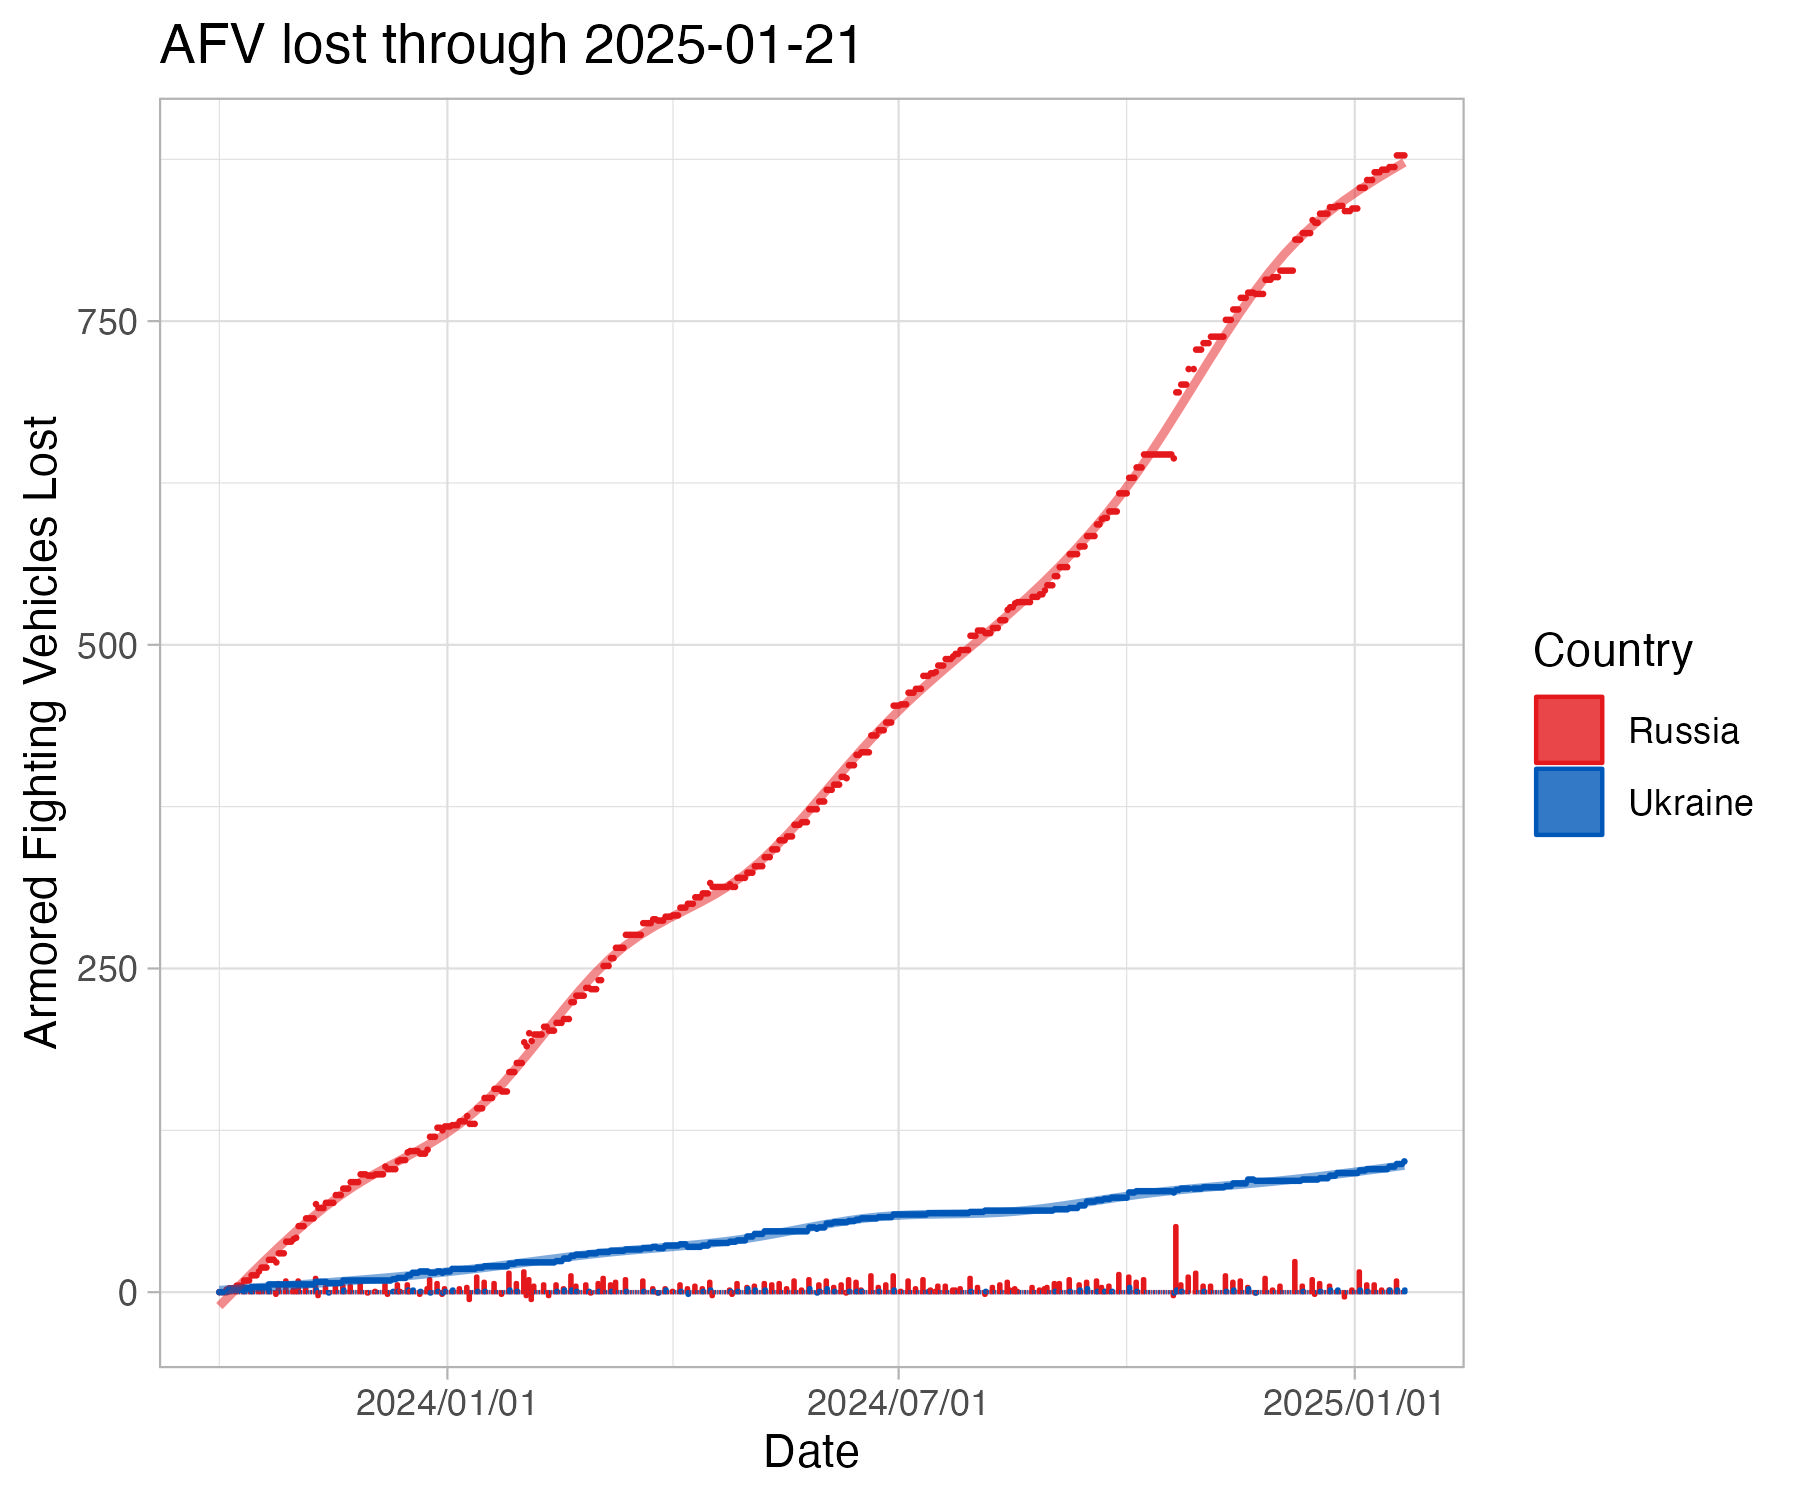 AFV lost through 2025-01-21
Armored Fighting Vehicles Lost
750
500
250
0
2024/01/01
2024/07/01
2025/01/01
Date
Country
Russia
Ukraine